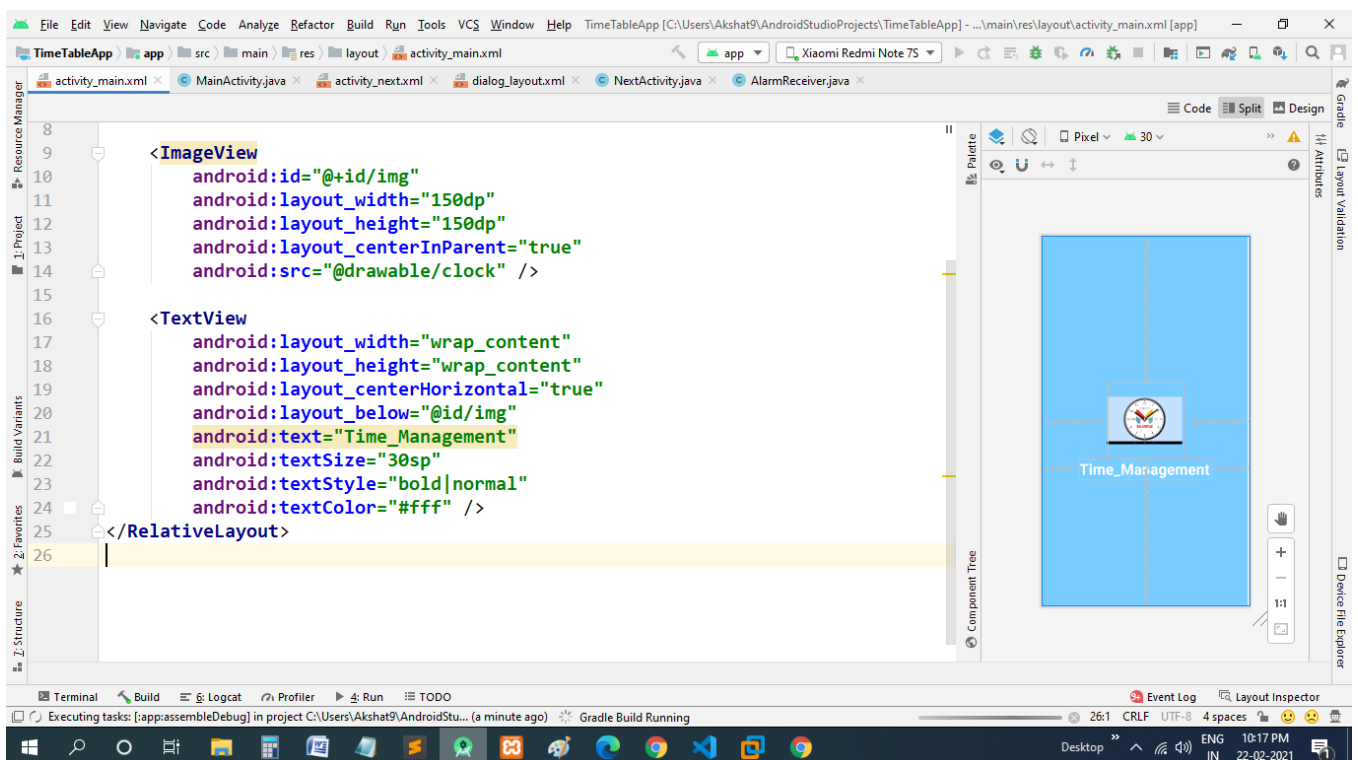 File Edit View Navigate Code Analyze Refactor Build Run Tools VCS Window Help TimeTableApp [C:\Users\Akshat9\AndroidStudioProjects\TimeTableApp] - ...\main\res\layout\activity_main.xml [app]
TimeTableApp app src main res layout activity_main.xml app Xiaomi Redmi Note 7S
activity_main.xml MainActivity.java activity_next.xml dialog_layout.xml NextActivity.java AlarmReceiver.java
Code Split Design
Pixel 30
8
9 <ImageView
10 android:id="@+id/img"
11 android:layout_width="150dp"
12 android:layout_height="150dp"
13 android:layout_centerInParent="true"
14 android:src="@drawable/clock" />
15
16 <TextView
17 android:layout_width="wrap_content"
18 android:layout_height="wrap_content"
19 android:layout_centerHorizontal="true"
20 android:layout_below="@id/img"
21 android:text="Time_Management"
22 android:textSize="30sp"
23 android:textStyle="bold|normal"
24 android:textColor="#fff" />
25 </RelativeLayout>
26
Resource Manager
1: Project
Build Variants
2: Favorites
7: Structure
Palette
Component Tree
Time_Management
1:1
Attributes
Gradle
Layout Validation
Device File Explorer
Terminal Build 6: Logcat Profiler 4: Run TODO Event Log Layout Inspector
Executing tasks: [:app:assembleDebug] in project C:\Users\Akshat9\AndroidStu... (a minute ago) Gradle Build Running 26:1 CRLF UTF-8 4 spaces
Desktop ENG 10:17 PM
IN 22-02-2021